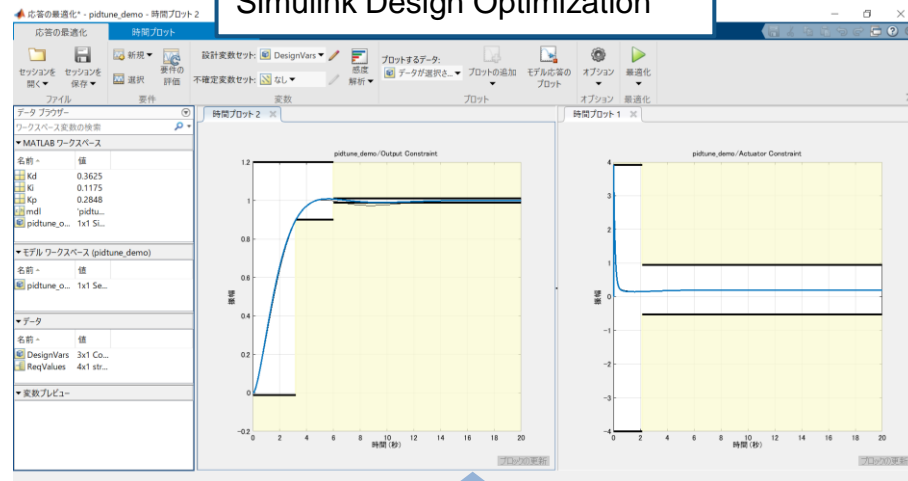 Simulink Design Optimization
応答の最適化* - pidtune_demo - 時間プロット 2
応答の最適化 時間プロット
セッションを開く▼
セッションを保存▼
新規▼
選択
要件の評価
設計変数セット: DesignVars▼
不確定変数セット: なし▼
感度解析▼
プロットするデータ:
データが選択さ...▼
プロットの追加
モデル応答のプロット
オプション
最適化
ファイル 要件 変数 プロット オプション 最適化
データ ブラウザー
ワークスペース変数の検索
▼MATLAB ワークスペース
名前 値
Kd 0.3625
Ki 0.1175
Kp 0.2848
mdl 'pidtu...
pidtune_o... 1x1 Si...
▼モデル ワークスペース (pidtune_demo)
名前 値
pidtune_o... 1x1 Se...
▼データ
名前 値
DesignVars 3x1 Co...
ReqValues 4x1 str...
▼変数プレビュー
時間プロット 2
pidtune_demo/Output Constraint
1.2
1
0.8
0.6
0.4
0.2
0
-0.2
振幅
0 2 4 6 8 10 12 14 16 18 20
時間 (秒)
プロットの更新
時間プロット 1
pidtune_demo/Actuator Constraint
4
3
2
1
0
-1
-2
-3
-4
振幅
0 2 4 6 8 10 12 14 16 18 20
時間 (秒)
プロットの更新